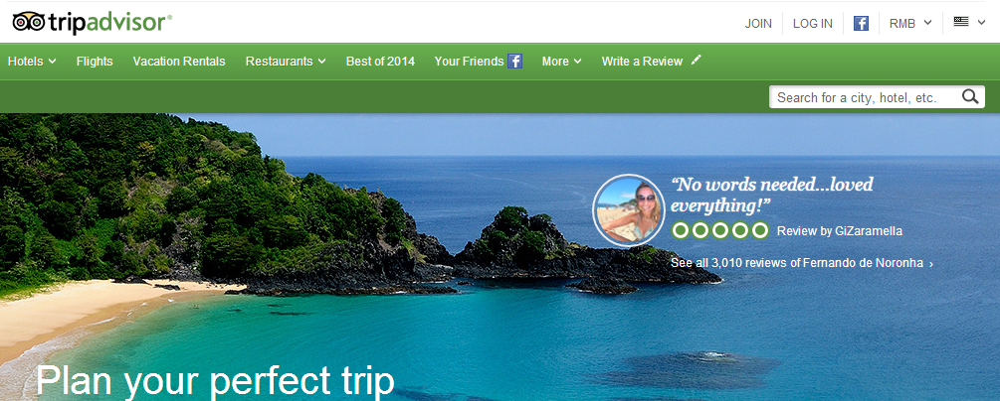 tripadvisor®
JOIN LOG IN RMB
Hotels Flights Vacation Rentals Restaurants Best of 2014 Your Friends More Write a Review
Search for a city, hotel, etc.
“No words needed...loved
everything!”
Review by GiZaramella
See all 3,010 reviews of Fernando de Noronha ›
Plan your perfect trip